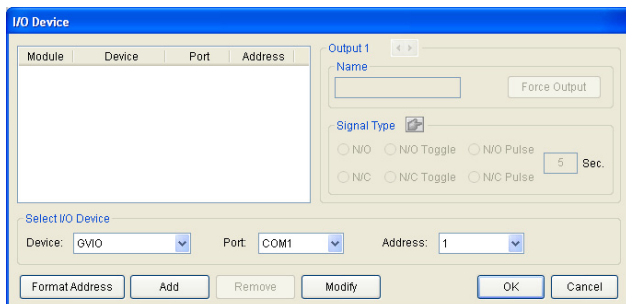 I/O Device
Module Device Port Address
Output 1
Name
Force Output
Signal Type
N/O N/O Toggle N/O Pulse
5 Sec.
N/C N/C Toggle N/C Pulse
Select I/O Device
Device: GVIO Port: COM1 Address: 1
Format Address Add Remove Modify OK Cancel